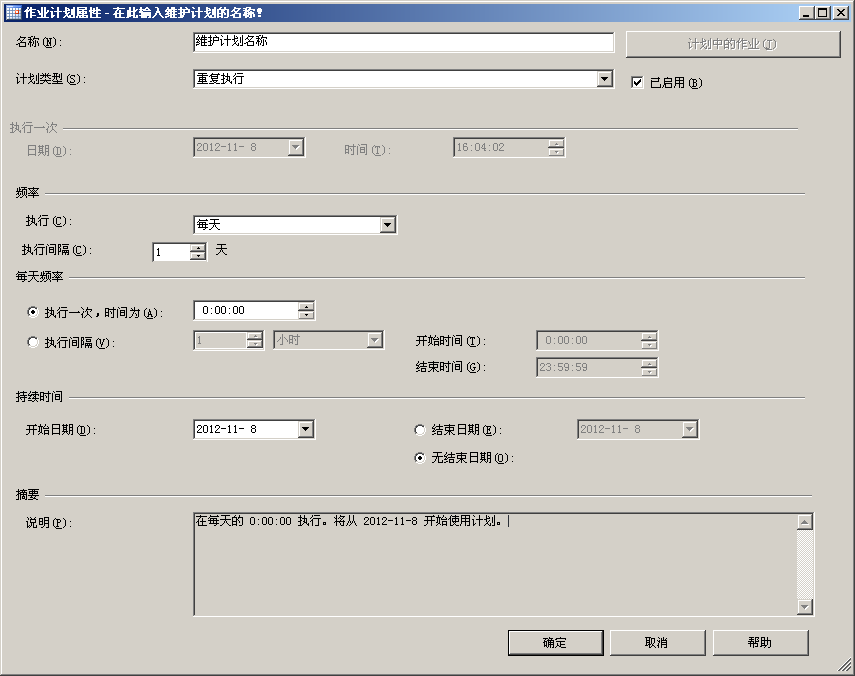 作业计划属性 - 在此输入维护计划的名称!
名称(N): 维护计划名称 计划中的作业(J)
计划类型(S): 重复执行 已启用(B)
执行一次
日期(D): 2012-11- 8 时间(T): 16:04:02
频率
执行(C): 每天
执行间隔(C): 1 天
每天频率
执行一次，时间为(A): 0:00:00
执行间隔(V): 1 小时 开始时间(I): 0:00:00
结束时间(G): 23:59:59
持续时间
开始日期(D): 2012-11- 8 结束日期(E): 2012-11- 8
无结束日期(O):
摘要
说明(P): 在每天的 0:00:00 执行。将从 2012-11-8 开始使用计划。
确定 取消 帮助